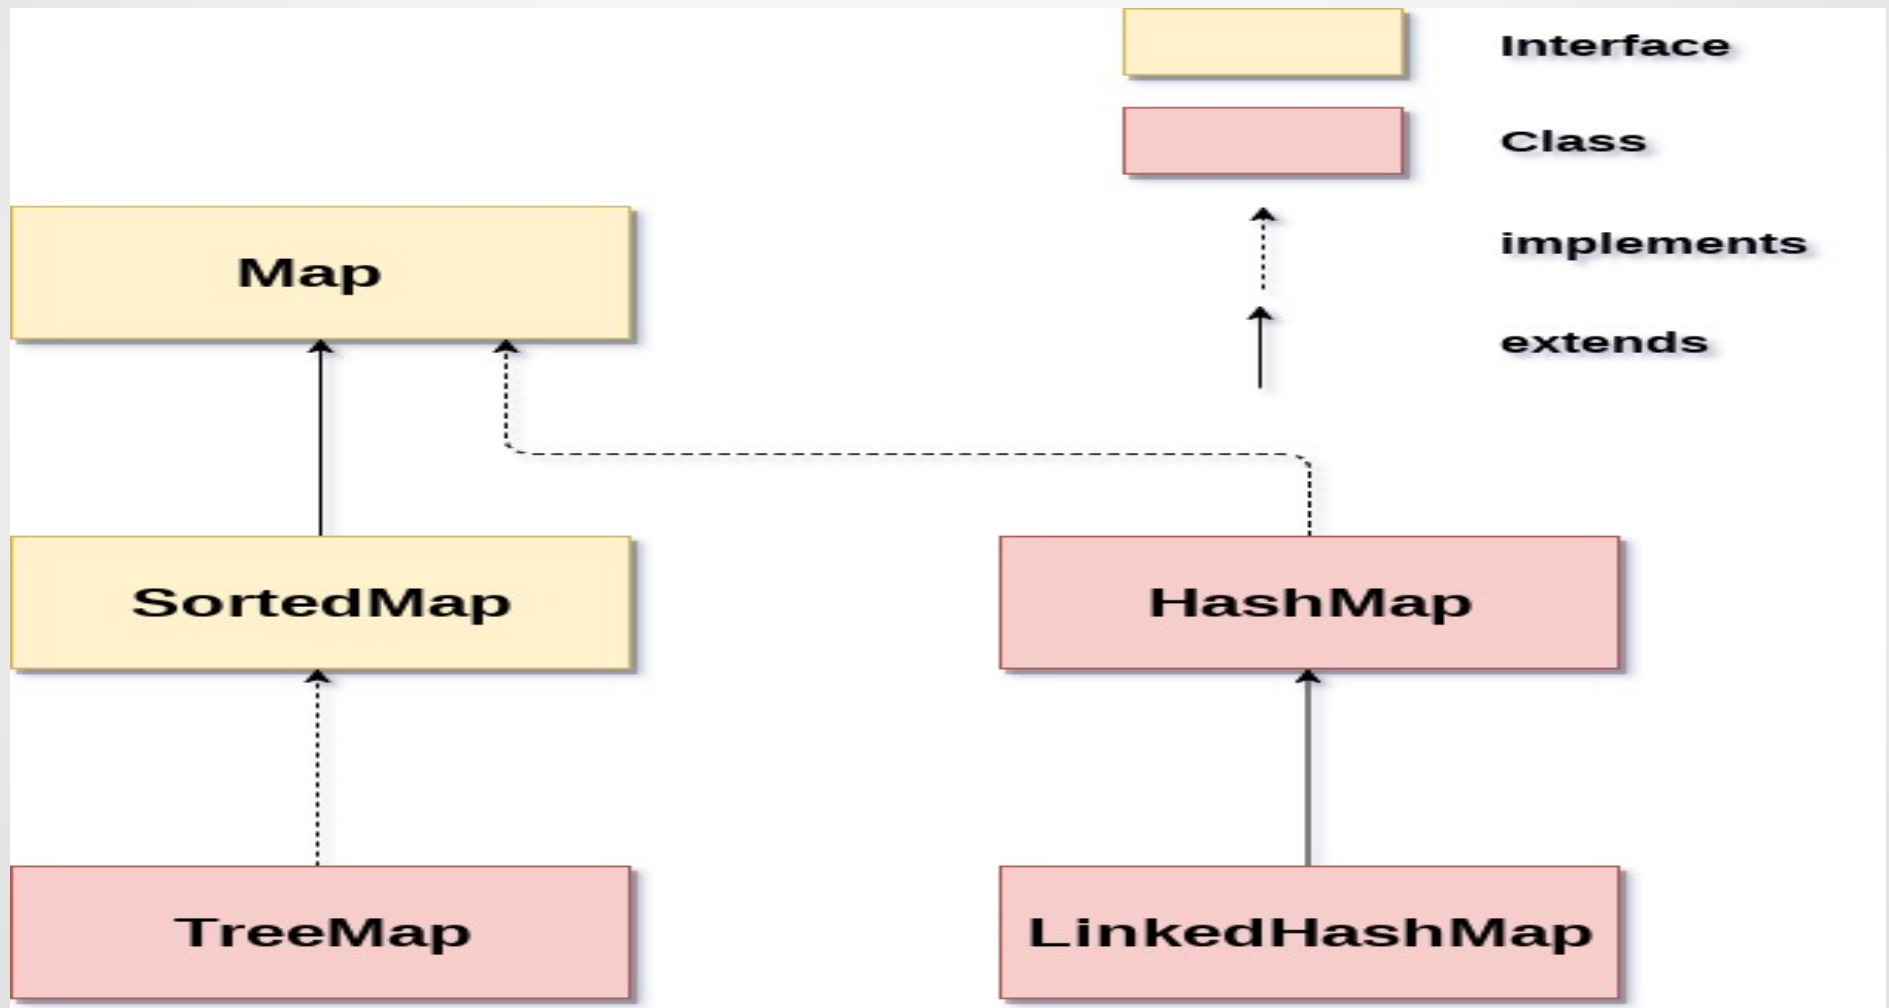 Interface
Class
implements
extends
Map
SortedMap
HashMap
TreeMap
LinkedHashMap